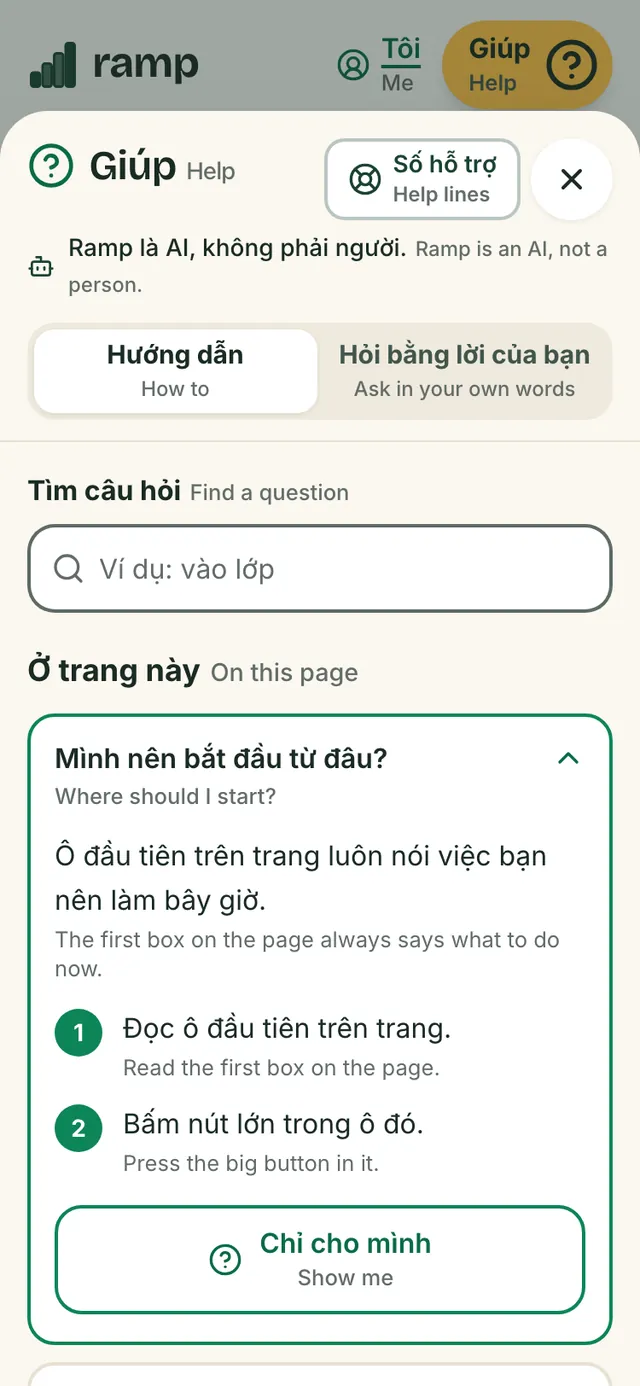 ramp
Tôi
Me
Giúp
Help
Giúp Help
Số hỗ trợ
Help lines
Ramp là AI, không phải người. Ramp is an AI, not a
person.
Hướng dẫn
How to
Hỏi bằng lời của bạn
Ask in your own words
Tìm câu hỏi Find a question
Ví dụ: vào lớp
Ở trang này On this page
Mình nên bắt đầu từ đâu?
Where should I start?
Ô đầu tiên trên trang luôn nói việc bạn
nên làm bây giờ.
The first box on the page always says what to do
now.
1 Đọc ô đầu tiên trên trang.
Read the first box on the page.
2 Bấm nút lớn trong ô đó.
Press the big button in it.
Chỉ cho mình
Show me